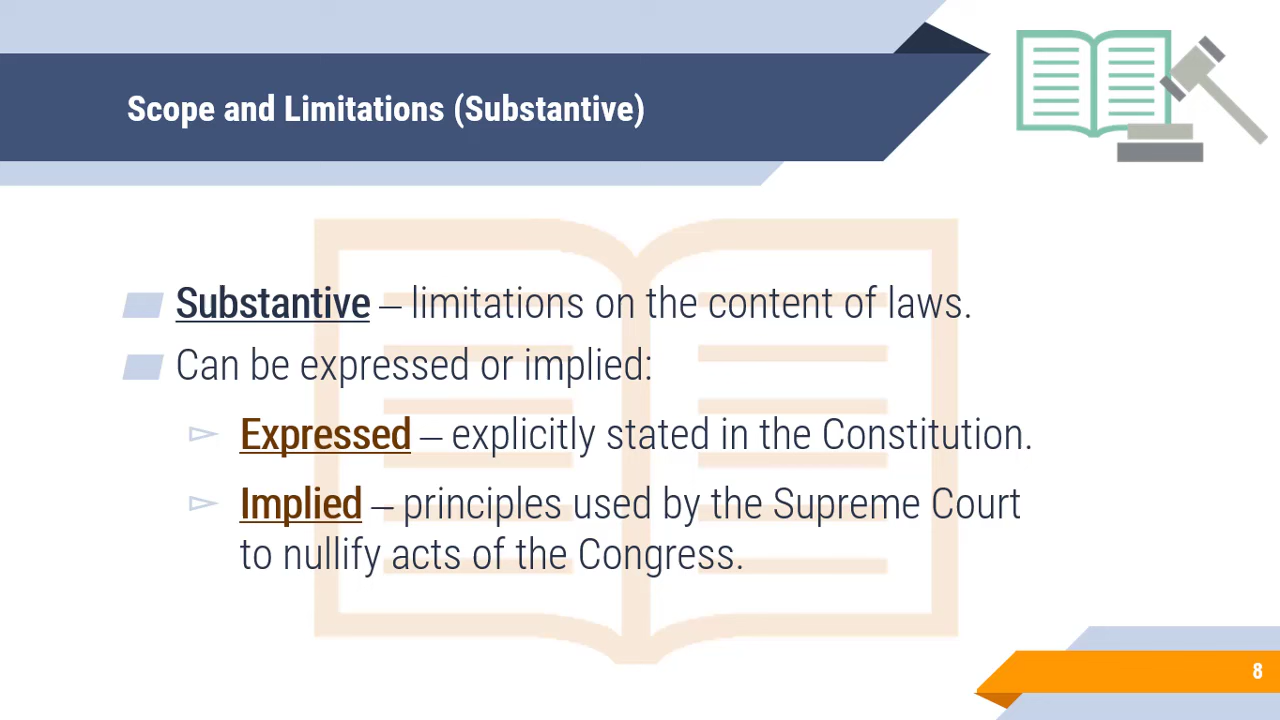 Scope and Limitations (Substantive)
Substantive – limitations on the content of laws.
Can be expressed or implied:
Expressed – explicitly stated in the Constitution.
Implied – principles used by the Supreme Court
to nullify acts of the Congress.
8